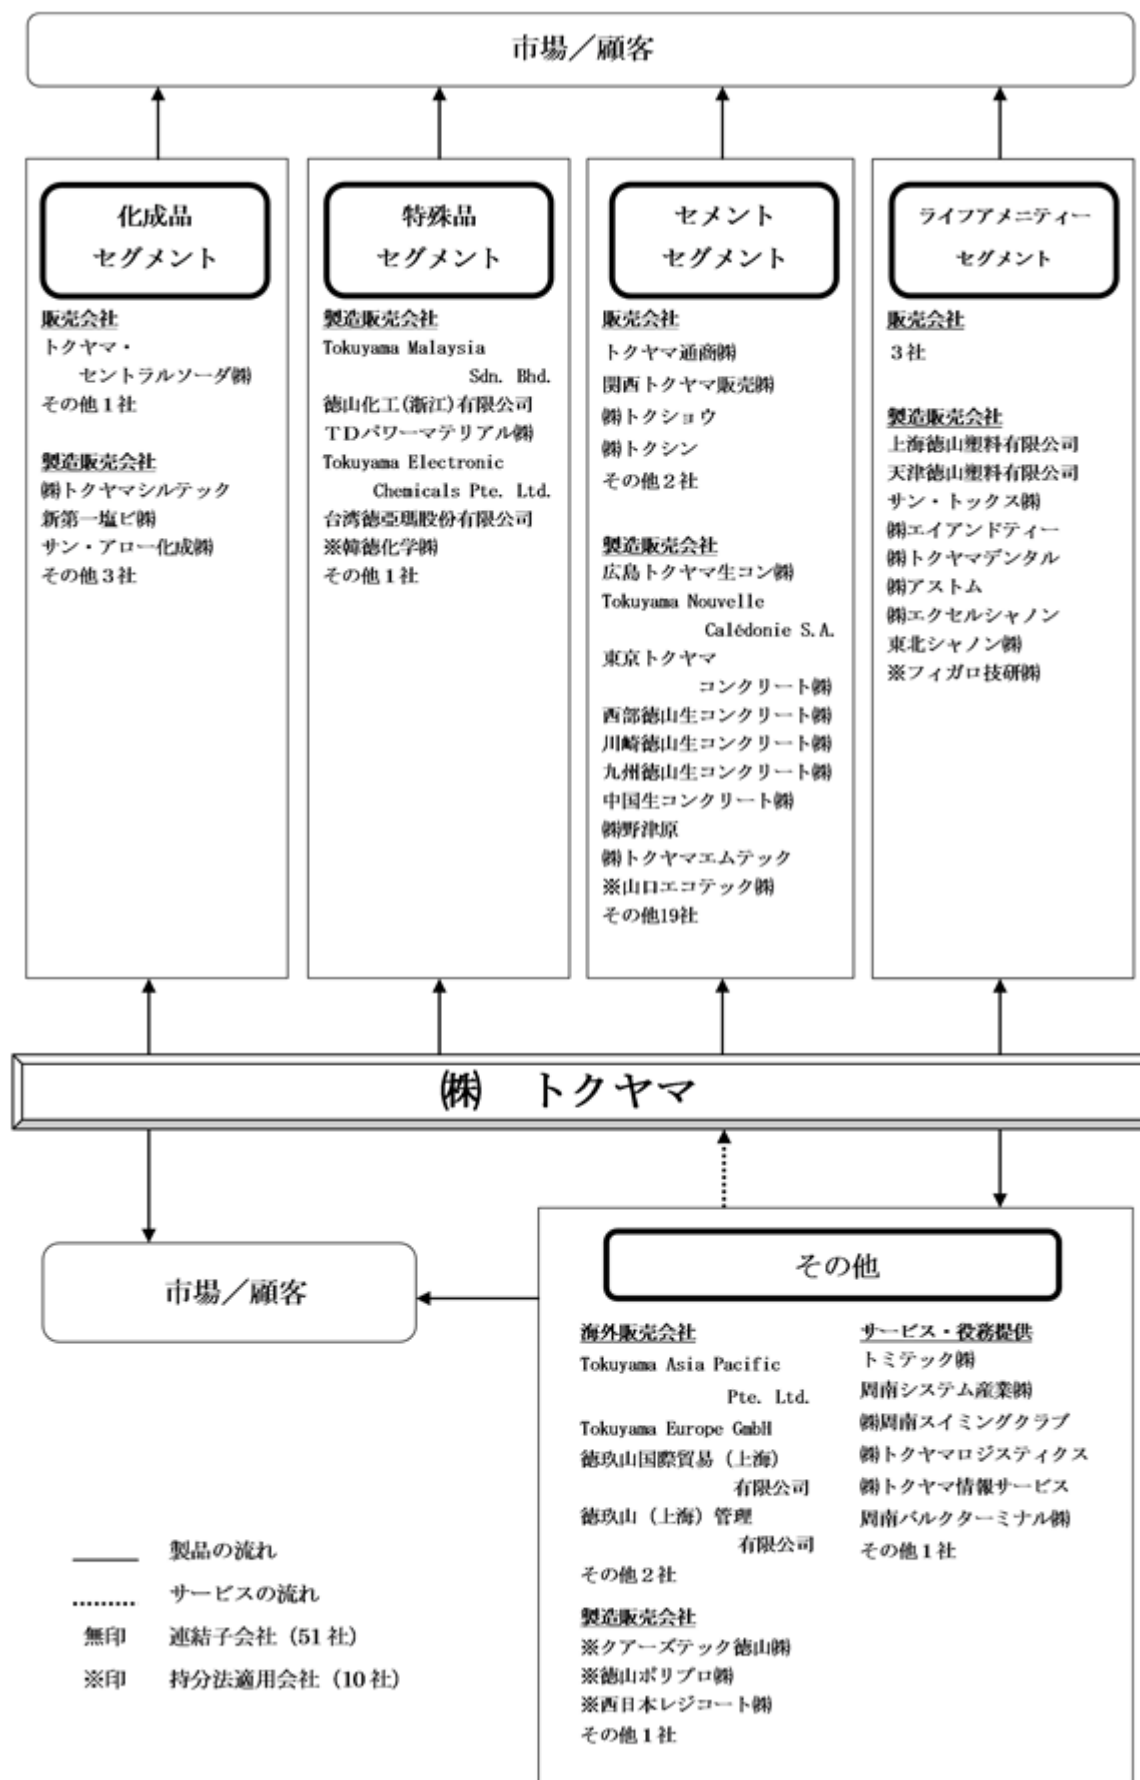 市場／顧客
化成品
セグメント
販売会社
トクヤマ・
セントラルソーダ㈱
その他１社
製造販売会社
㈱トクヤマシルテック
新第一塩ビ㈱
サン・アロー化成㈱
その他３社
特殊品
セグメント
製造販売会社
Tokuyama Malaysia
Sdn. Bhd.
徳山化工(浙江)有限公司
ＴＤパワーマテリアル㈱
Tokuyama Electronic
Chemicals Pte. Ltd.
台湾徳亞瑪股份有限公司
※韓徳化学㈱
その他１社
セメント
セグメント
販売会社
トクヤマ通商㈱
関西トクヤマ販売㈱
㈱トクショウ
㈱トクシン
その他２社
製造販売会社
広島トクヤマ生コン㈱
Tokuyama Nouvelle
Calédonie S.A.
東京トクヤマ
コンクリート㈱
西部徳山生コンクリート㈱
川崎徳山生コンクリート㈱
九州徳山生コンクリート㈱
中国生コンクリート㈱
㈱野津原
㈱トクヤマエムテック
※山口エコテック㈱
その他19社
ライフアメニティー
セグメント
販売会社
３社
製造販売会社
上海徳山塑料有限公司
天津徳山塑料有限公司
サン・トックス㈱
㈱エイアンドティー
㈱トクヤマデンタル
㈱アストム
㈱エクセルシャノン
東北シャノン㈱
※フィガロ技研㈱
㈱　トクヤマ
市場／顧客
その他
海外販売会社
Tokuyama Asia Pacific
Pte. Ltd.
Tokuyama Europe GmbH
徳玖山国際貿易（上海）
有限公司
徳玖山（上海）管理
有限公司
その他２社
製造販売会社
※クアーズテック徳山㈱
※徳山ポリプロ㈱
※西日本レジコート㈱
その他１社
サービス・役務提供
トミテック㈱
周南システム産業㈱
㈱周南スイミングクラブ
㈱トクヤマロジスティクス
㈱トクヤマ情報サービス
周南バルクターミナル㈱
その他１社
製品の流れ
サービスの流れ
無印　連結子会社（51 社）
※印　持分法適用会社（10 社）